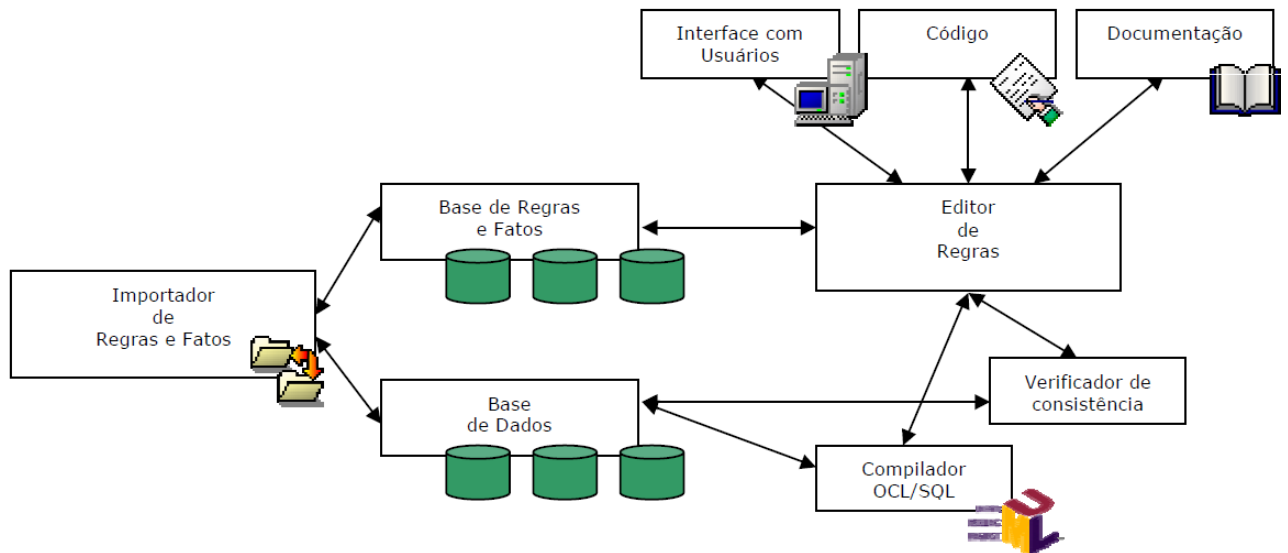 Interface com
Usuários
Código
Documentação
Base de Regras
e Fatos
Editor
de
Regras
Importador
de
Regras e Fatos
Base
de Dados
Verificador de
consistência
Compilador
OCL/SQL
UML